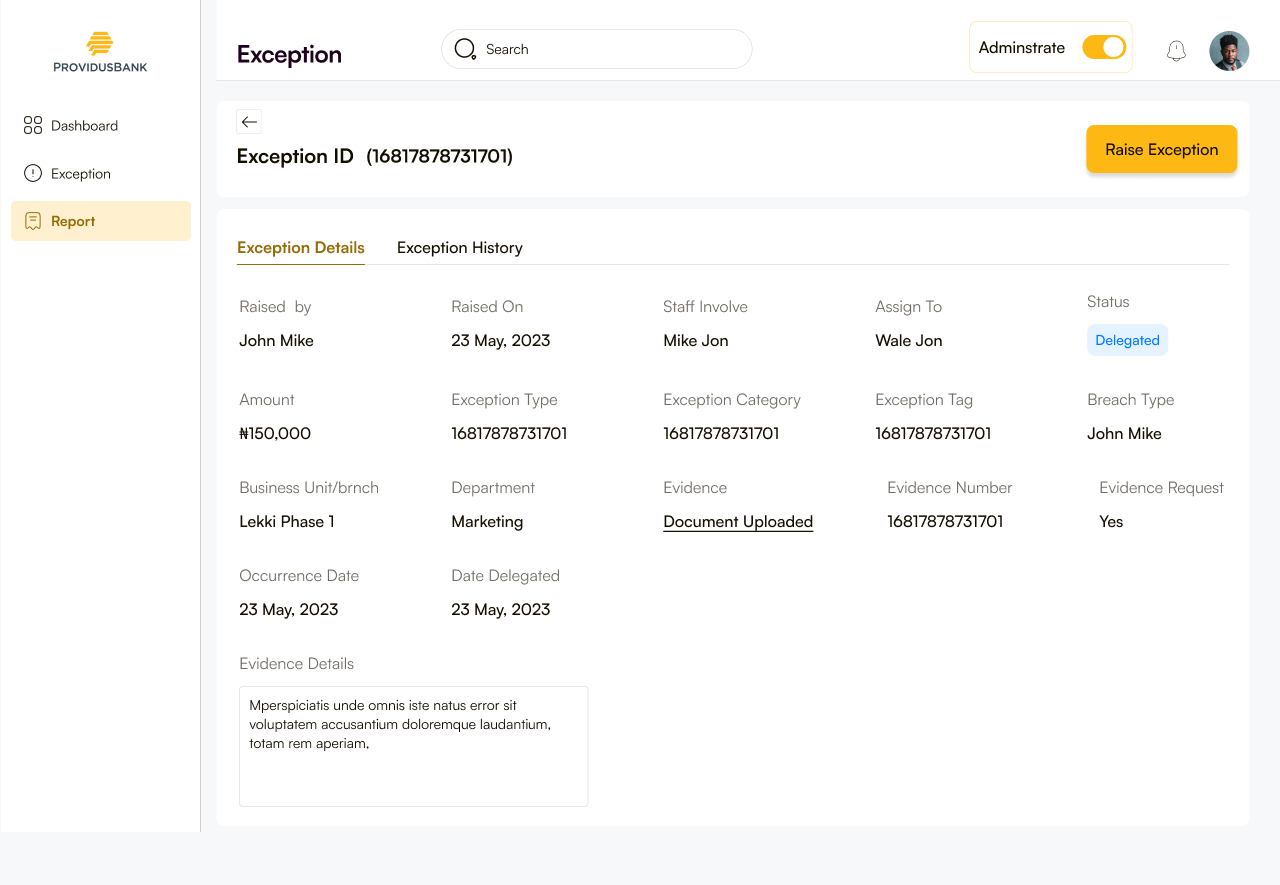 PROVIDUSBANK
Dashboard
Exception
Report
Exception
Search
Adminstrate
Exception ID (16817878731701)
Raise Exception
Exception Details Exception History
Raised by Raised On Staff Involve Assign To Status
John Mike 23 May, 2023 Mike Jon Wale Jon Delegated
Amount Exception Type Exception Category Exception Tag Breach Type
₦150,000 16817878731701 16817878731701 16817878731701 John Mike
Business Unit/brnch Department Evidence Evidence Number Evidence Request
Lekki Phase 1 Marketing Document Uploaded 16817878731701 Yes
Occurrence Date Date Delegated
23 May, 2023 23 May, 2023
Evidence Details
Mperspiciatis unde omnis iste natus error sit
voluptatem accusantium doloremque laudantium,
totam rem aperiam,